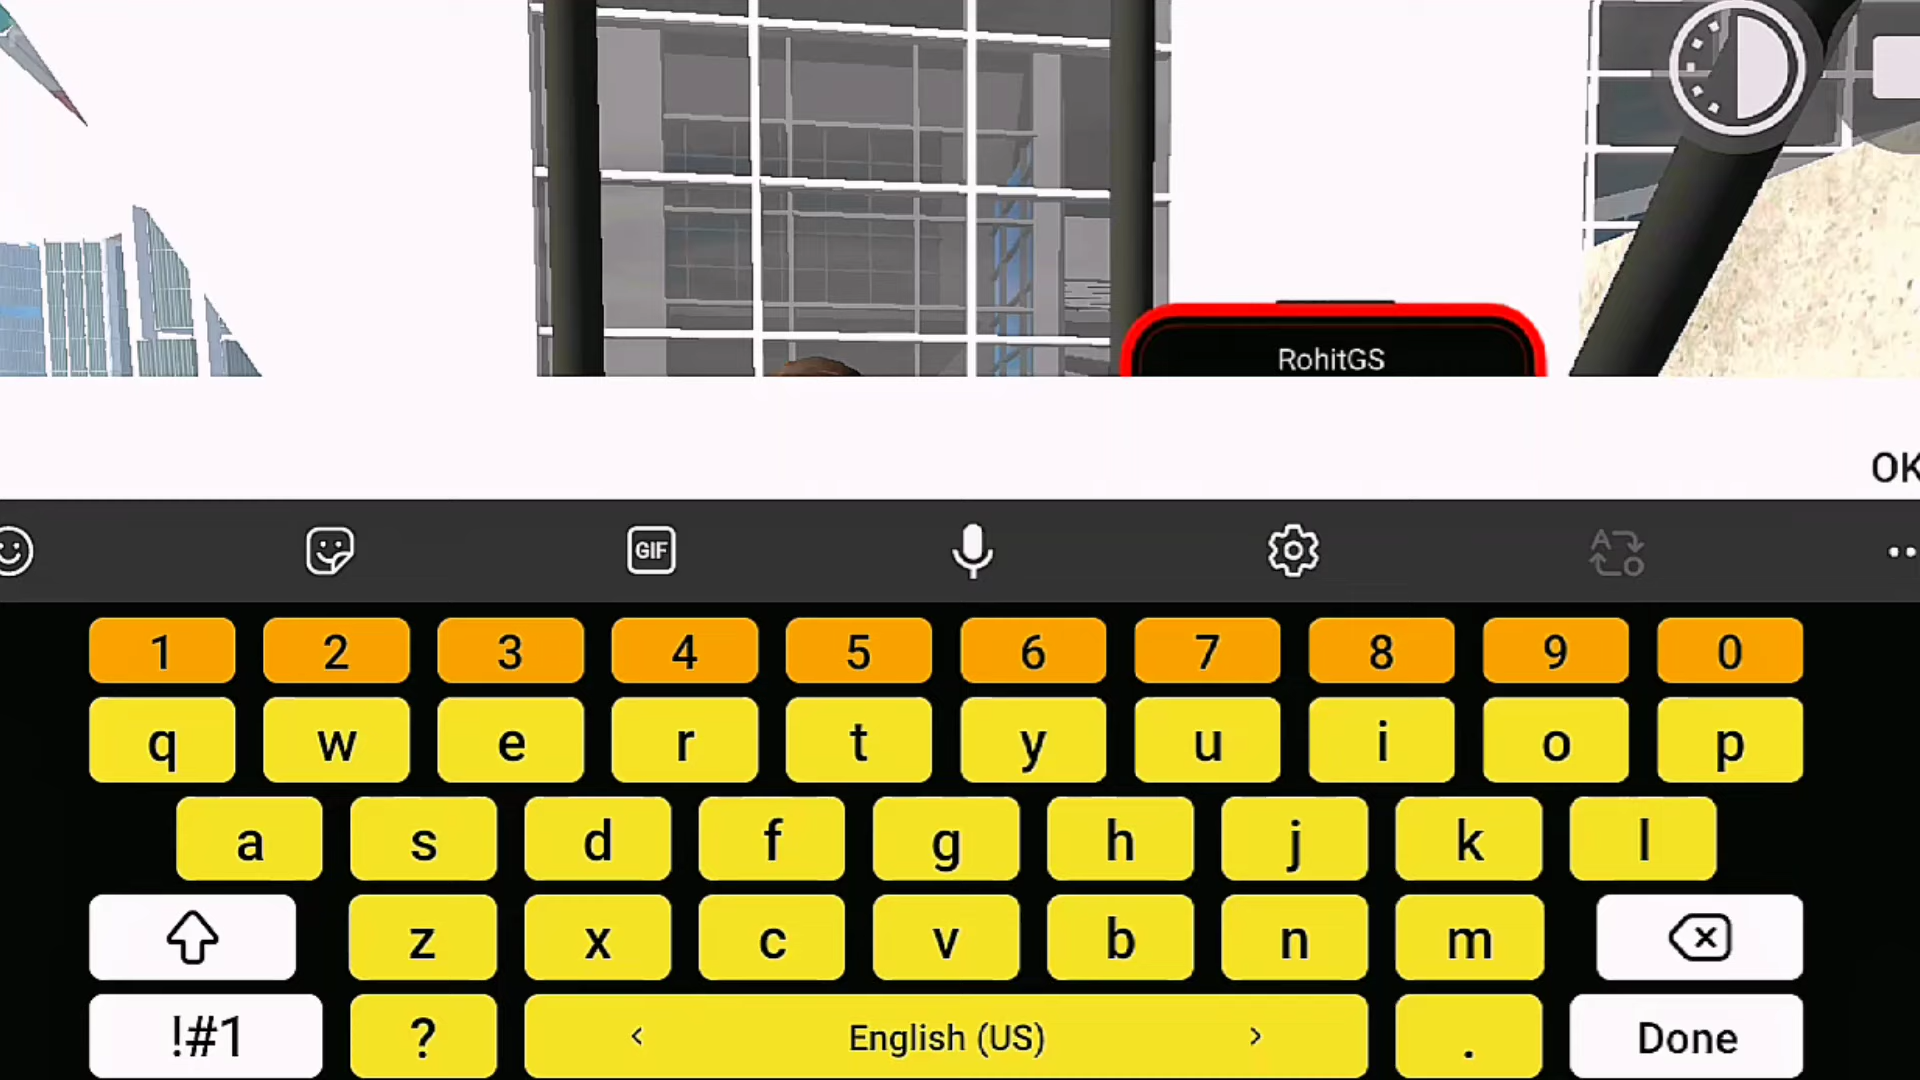 RohitGS
OK
GIF
A
O
1 2 3 4 5 6 7 8 9 0
q w e r t y u i o p
a s d f g h j k l
z x c v b n m
!#1 ? < English (US) > . Done